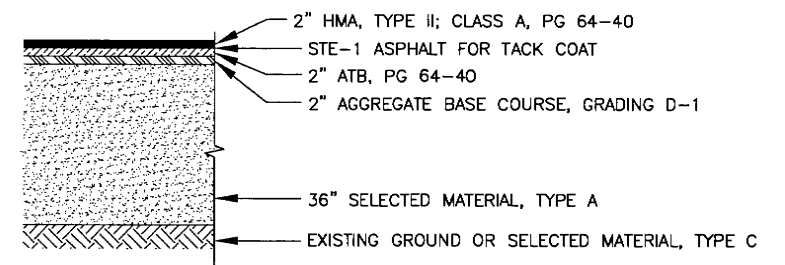 2" HMA, TYPE II; CLASS A, PG 64-40
STE-1 ASPHALT FOR TACK COAT
2" ATB, PG 64-40
2" AGGREGATE BASE COURSE, GRADING D-1
36" SELECTED MATERIAL, TYPE A
EXISTING GROUND OR SELECTED MATERIAL, TYPE C